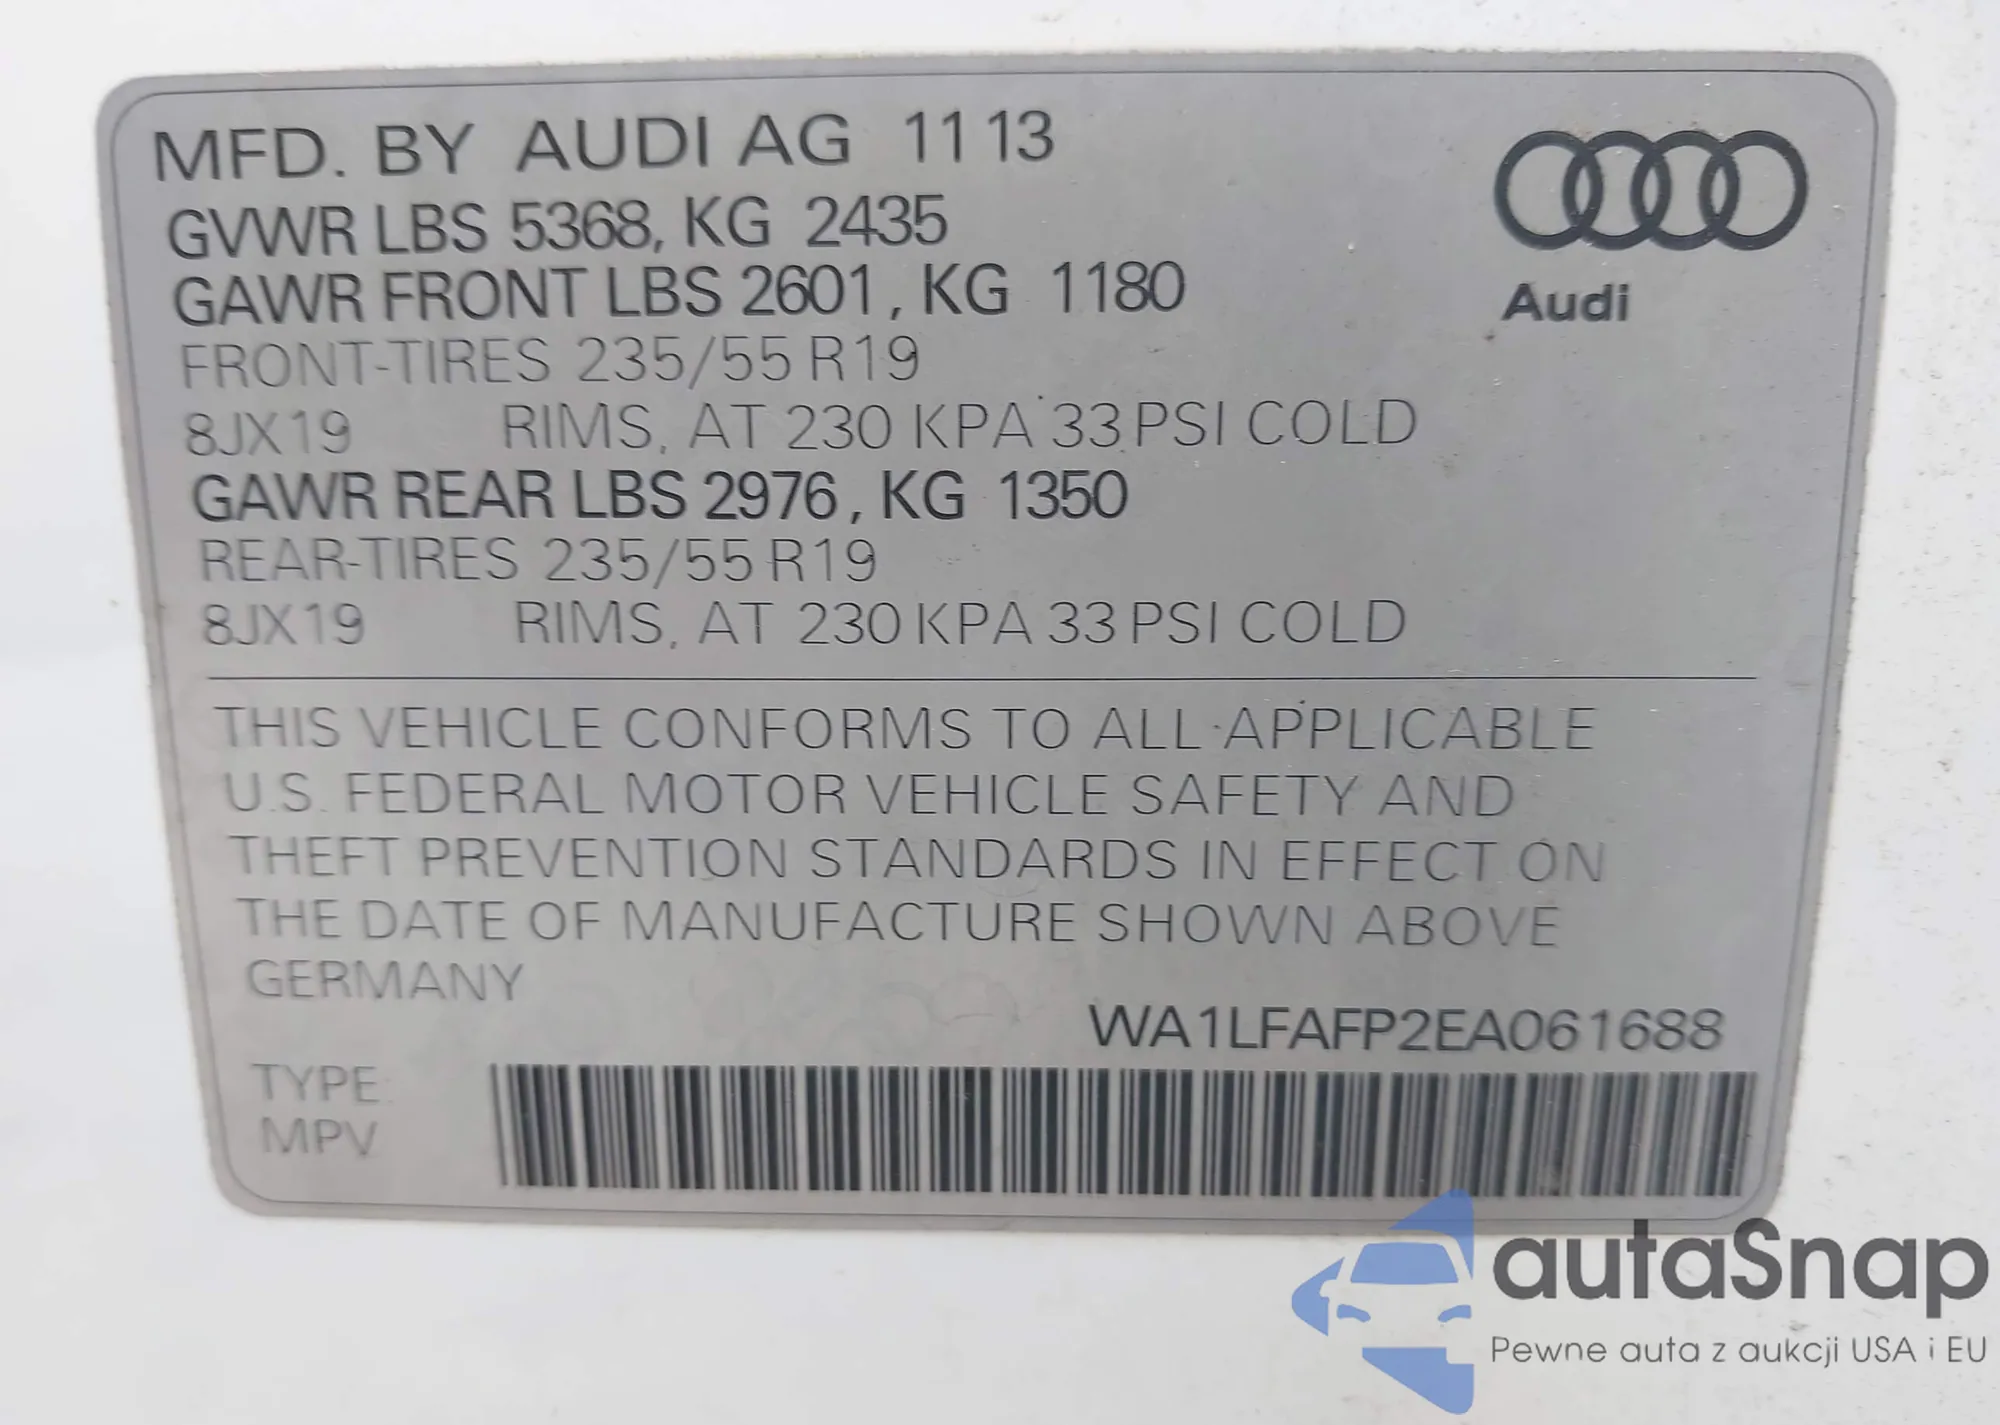 MFD. BY AUDI AG 11 13
GVWR LBS 5368, KG 2435
GAWR FRONT LBS 2601, KG 1180
FRONT-TIRES 235/55 R19
8JX19 RIMS, AT 230 KPA 33 PSI COLD
GAWR REAR LBS 2976, KG 1350
REAR-TIRES 235/55 R19
8JX19 RIMS, AT 230 KPA 33 PSI COLD
Audi
THIS VEHICLE CONFORMS TO ALL APPLICABLE
U.S. FEDERAL MOTOR VEHICLE SAFETY AND
THEFT PREVENTION STANDARDS IN EFFECT ON
THE DATE OF MANUFACTURE SHOWN ABOVE
GERMANY
WA1LFAFP2EA061688
TYPE:
MPV
autaSnap
Pewne auta z aukcji USA i EU